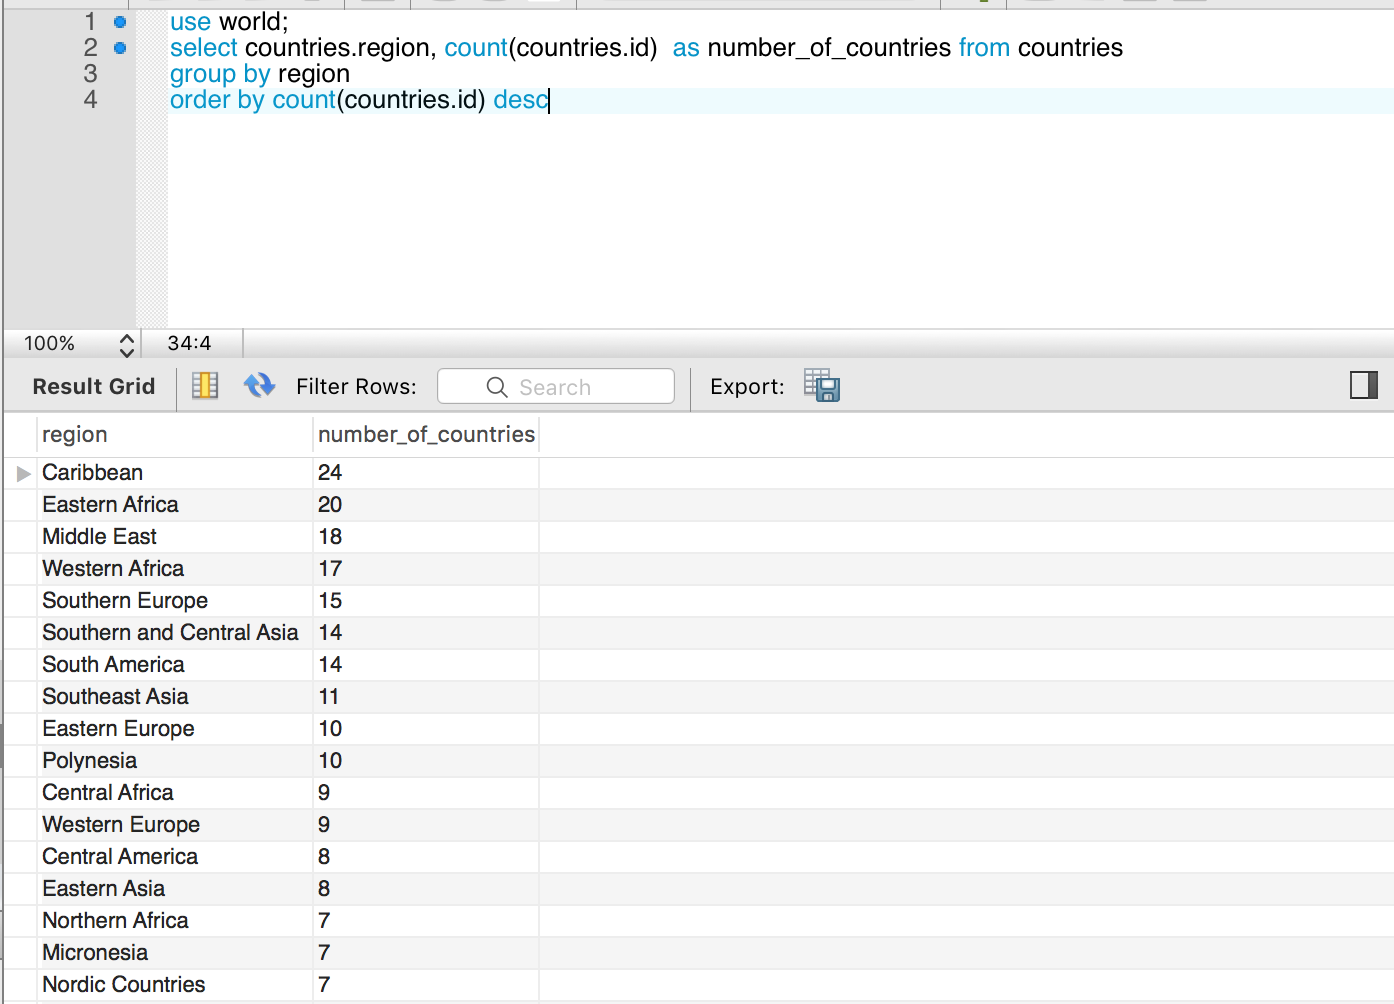 1 use world;
2 select countries.region, count(countries.id)  as number_of_countries from countries
3 group by region
4 order by count(countries.id) desc
100% 34:4
Result Grid Filter Rows: Search Export:
region number_of_countries
Caribbean 24
Eastern Africa 20
Middle East 18
Western Africa 17
Southern Europe 15
Southern and Central Asia 14
South America 14
Southeast Asia 11
Eastern Europe 10
Polynesia 10
Central Africa 9
Western Europe 9
Central America 8
Eastern Asia 8
Northern Africa 7
Micronesia 7
Nordic Countries 7